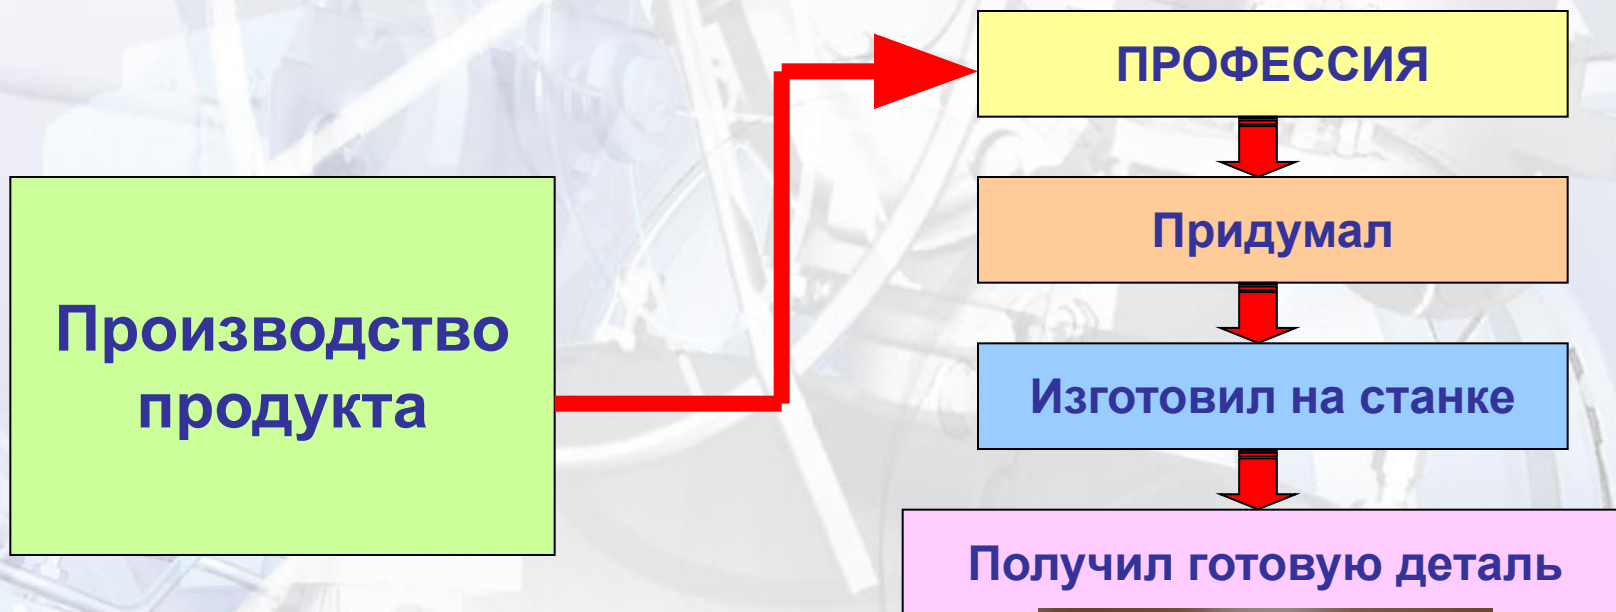 Производство
продукта
ПРОФЕССИЯ
Придумал
Изготовил на станке
Получил готовую деталь